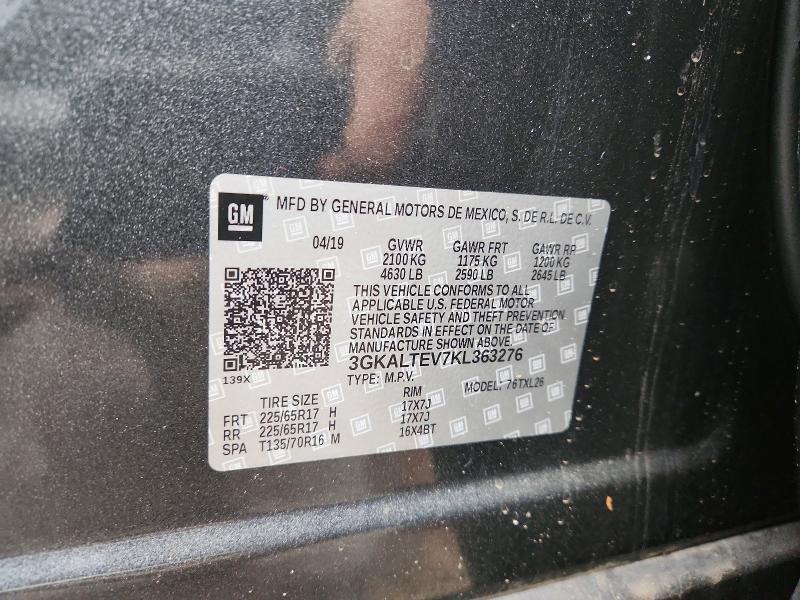 GM MFD BY GENERAL MOTORS DE MEXICO, S. DE R.L. DE C.V.
04/19 GVWR GAWR FRT GAWR RR
2100 KG 1175 KG 1200 KG
4630 LB 2590 LB 2645 LB
THIS VEHICLE CONFORMS TO ALL
APPLICABLE U.S. FEDERAL MOTOR
VEHICLE SAFETY AND THEFT PREVENTION
STANDARDS IN EFFECT ON THE DATE OF
MANUFACTURE SHOWN ABOVE.
3GKALTEV7KL363276
139X TYPE: M.P.V. MODEL: 76TXL26
TIRE SIZE RIM
FRT 225/65R17 H 17X7J
RR 225/65R17 H 17X7J
SPA T135/70R16 M 16X4BT